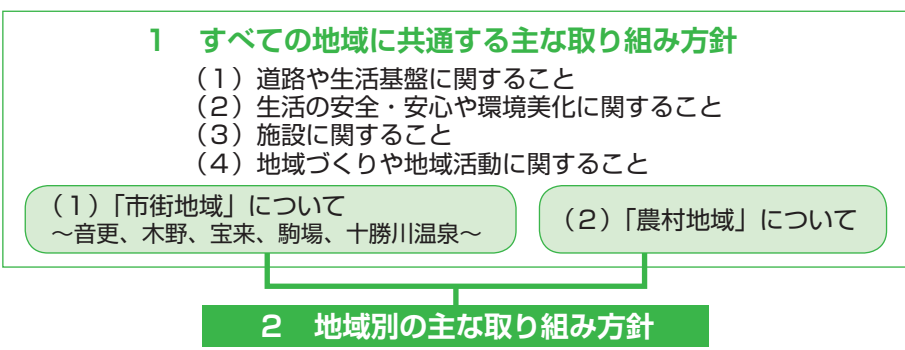 1　すべての地域に共通する主な取り組み方針
（1）道路や生活基盤に関すること
（2）生活の安全・安心や環境美化に関すること
（3）施設に関すること
（4）地域づくりや地域活動に関すること
（1）「市街地域」について
～音更、木野、宝来、駒場、十勝川温泉～
（2）「農村地域」について
2　地域別の主な取り組み方針